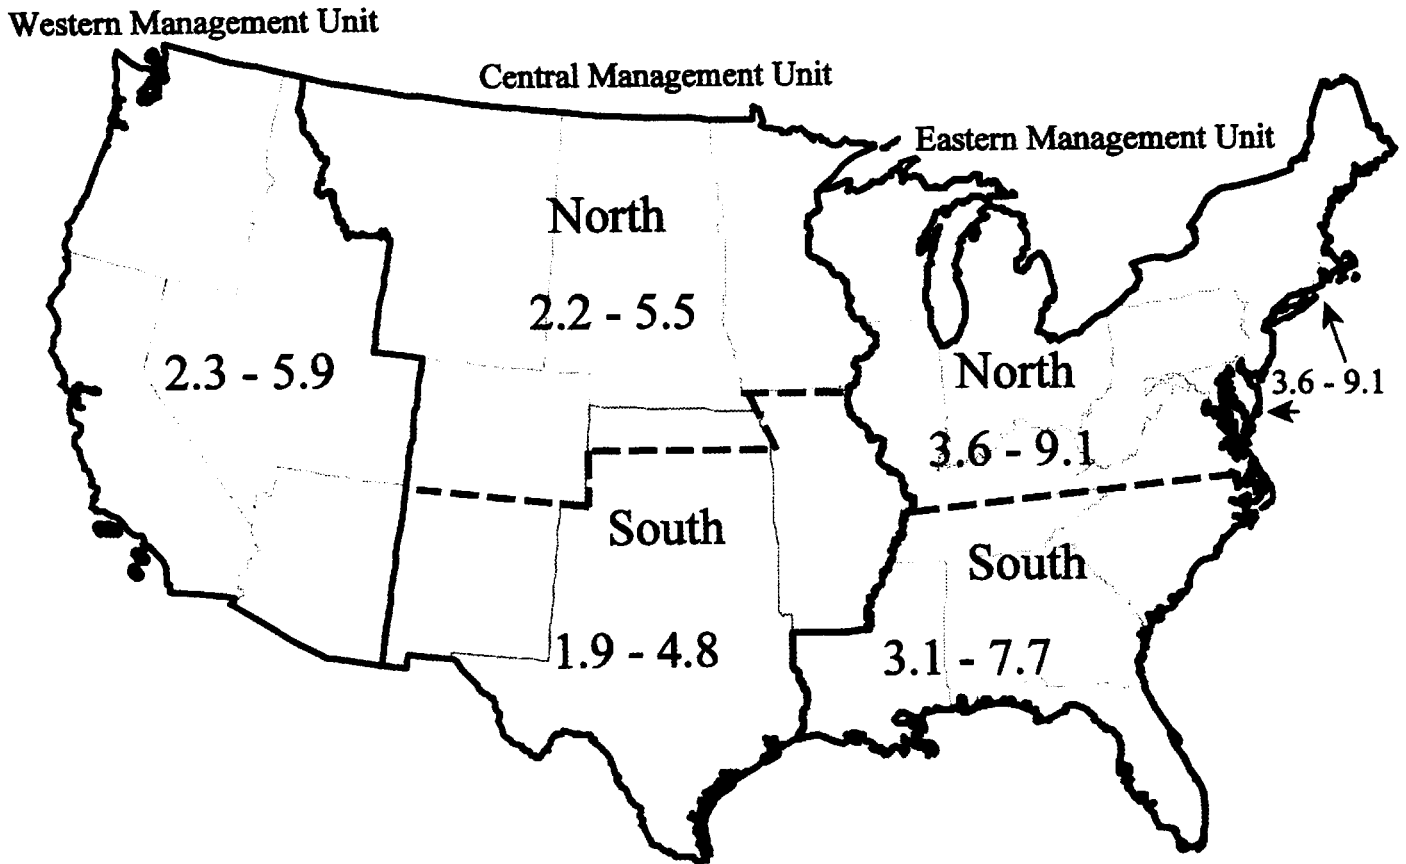 Western Management Unit
Central Management Unit
Eastern Management Unit
North
2.2 - 5.5
2.3 - 5.9
North
3.6 - 9.1
3.6 - 9.1
South
South
1.9 - 4.8
3.1 - 7.7